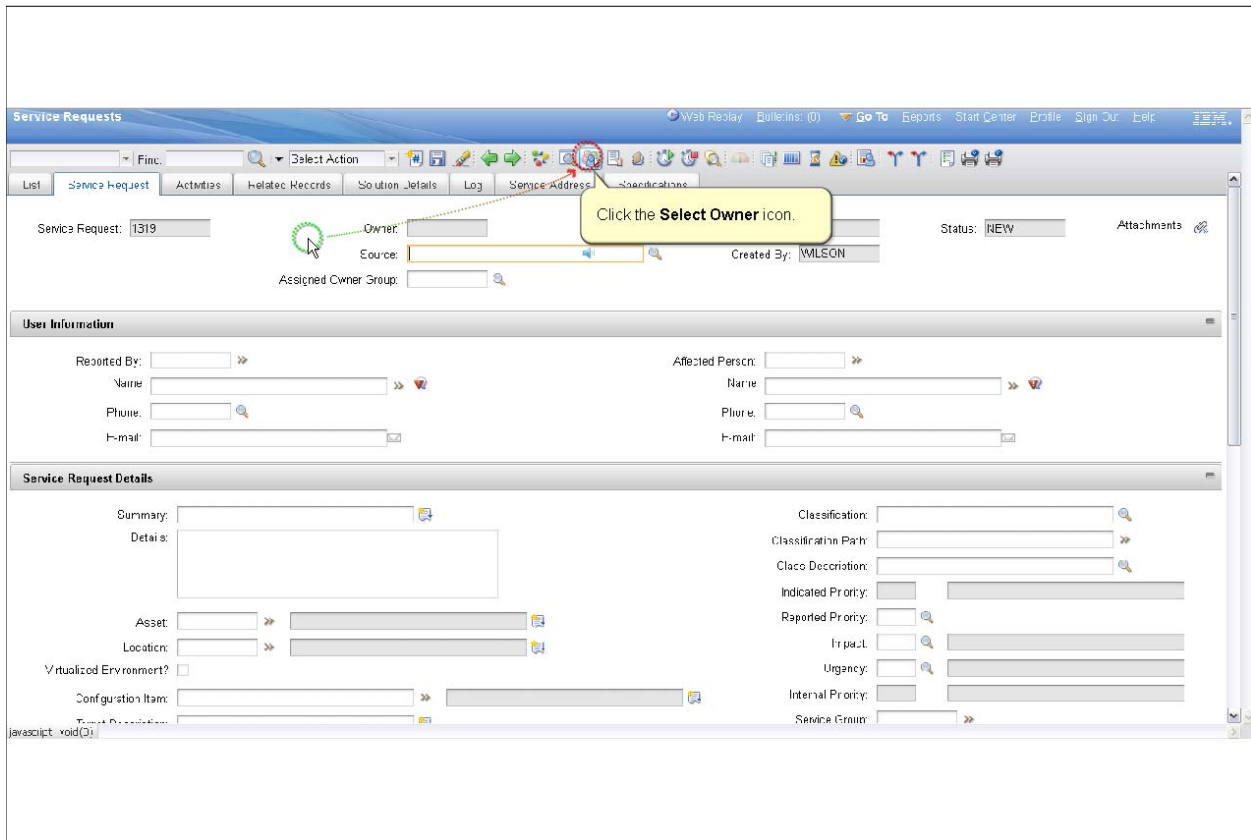 Service Requests
Web Replay Bulletins: (0) Go To Reports Start Center Profile Sign Out Help IBM.
Find: Select Action
List Service Request Activities Related Records Solution Details Log Service Address Specifications
Click the Select Owner icon.
Service Request: 1319 Owner: Status: NEW Attachments
Source: Created By: WILSON
Assigned Owner Group:
User Information
Reported By: Affected Person:
Name Name
Phone: Phone:
E-mail: E-mail:
Service Request Details
Summary: Classification:
Details: Classification Path:
Class Description:
Indicated Priority:
Asset: Reported Priority:
Location: Impact:
Virtualized Environment? Urgency:
Configuration Item: Internal Priority:
Target Description: Service Group:
javascript: void(0);